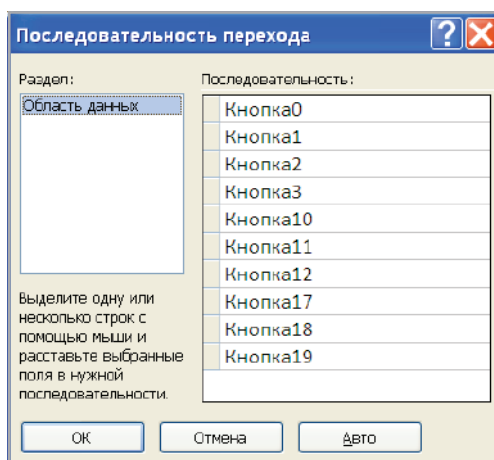 Последовательность перехода
Раздел:
Область данных
Выделите одну или
несколько строк с
помощью мыши и
расставьте выбранные
поля в нужной
последовательности.
Последовательность:
Кнопка0
Кнопка1
Кнопка2
Кнопка3
Кнопка10
Кнопка11
Кнопка12
Кнопка17
Кнопка18
Кнопка19
ОК
Отмена
Авто